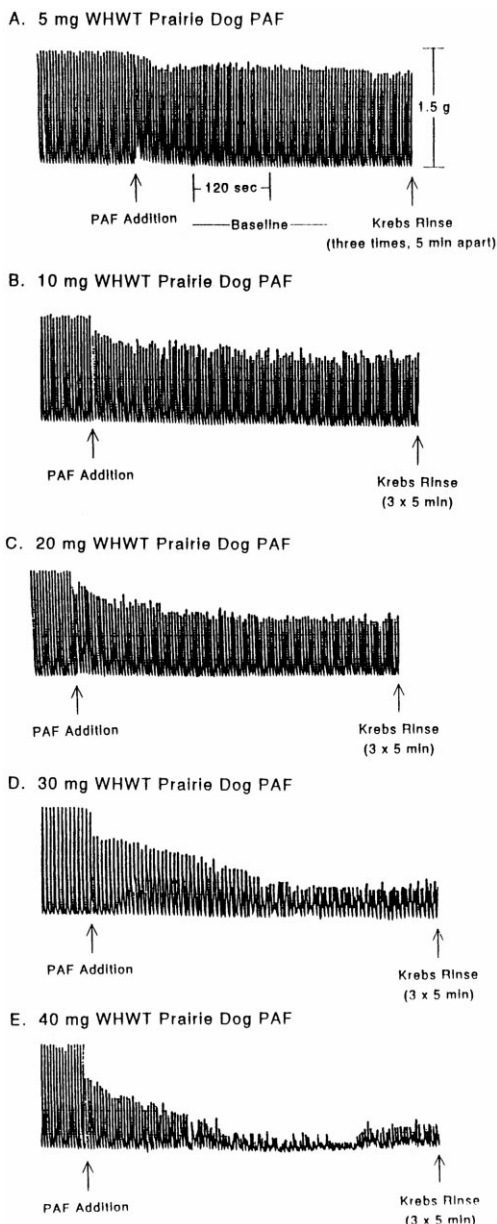 A. 5 mg WHWT Prairie Dog PAF
1.5 g
120 sec
PAF Addition
Baseline
Krebs Rinse
(three times, 5 min apart)
B. 10 mg WHWT Prairie Dog PAF
PAF Addition
Krebs Rinse
(3 x 5 min)
C. 20 mg WHWT Prairie Dog PAF
PAF Addition
Krebs Rinse
(3 x 5 min)
D. 30 mg WHWT Prairie Dog PAF
PAF Addition
Krebs Rinse
(3 x 5 min)
E. 40 mg WHWT Prairie Dog PAF
PAF Addition
Krebs Rinse
(3 x 5 min)